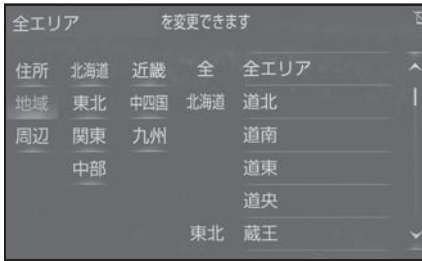 全エリア を変更できます
住所 北海道 近畿 全 全エリア
地域 東北 中四国 北海道 道北
周辺 関東 九州 道南
中部 道東
道央
東北 蔵王